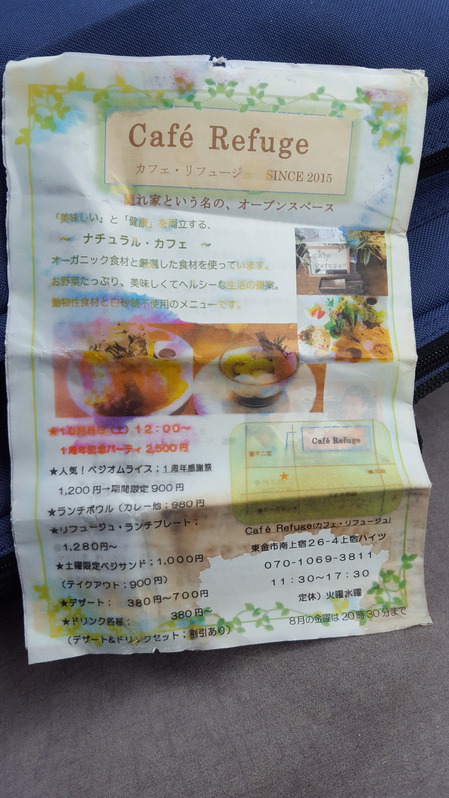 Café Refuge
カフェ・リフュージュ SINCE 2015
隠れ家という名の、オープンスペース
「美味しい」と「健康」を両立する、
～ ナチュラル・カフェ ～
オーガニック食材と厳選した食材を使っています。
お野菜たっぷり、美味しくてヘルシーな生活の提案。
動物性食材と白砂糖不使用のメニューです。
Café Refuge
★10月8日(土)12:00～
1周年記念パーティ 2,500円
★人気!ベジオムライス:1周年感謝祭
1,200円→期間限定900円
★ランチボウル(カレー他:980円
★リフュージュ・ランチプレート:
1,280円～
★土曜限定ベジサンド:1,000円
(テイクアウト:900円)
★デザート: 380円～700円
★ドリンク各種: 380円～
(デザート&ドリンクセット:割引あり)
Café Refuge
Café Refuge(カフェ・リフュージュ)
東金市南上宿26-4上宿ハイツ
070-1069-3811
11:30～17:30
定休)火曜水曜
8月の金曜は20時30分まで